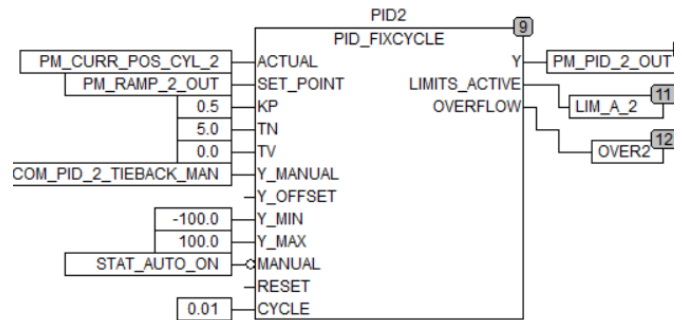 PID2
9
PID_FIXCYCLE
PM_CURR_POS_CYL_2 ACTUAL Y PM_PID_2_OUT
PM_RAMP_2_OUT SET_POINT LIMITS_ACTIVE 11
0.5 KP OVERFLOW LIM_A_2
5.0 TN 12
0.0 TV OVER2
COM_PID_2_TIEBACK_MAN Y_MANUAL
Y_OFFSET
-100.0 Y_MIN
100.0 Y_MAX
STAT_AUTO_ON MANUAL
RESET
0.01 CYCLE